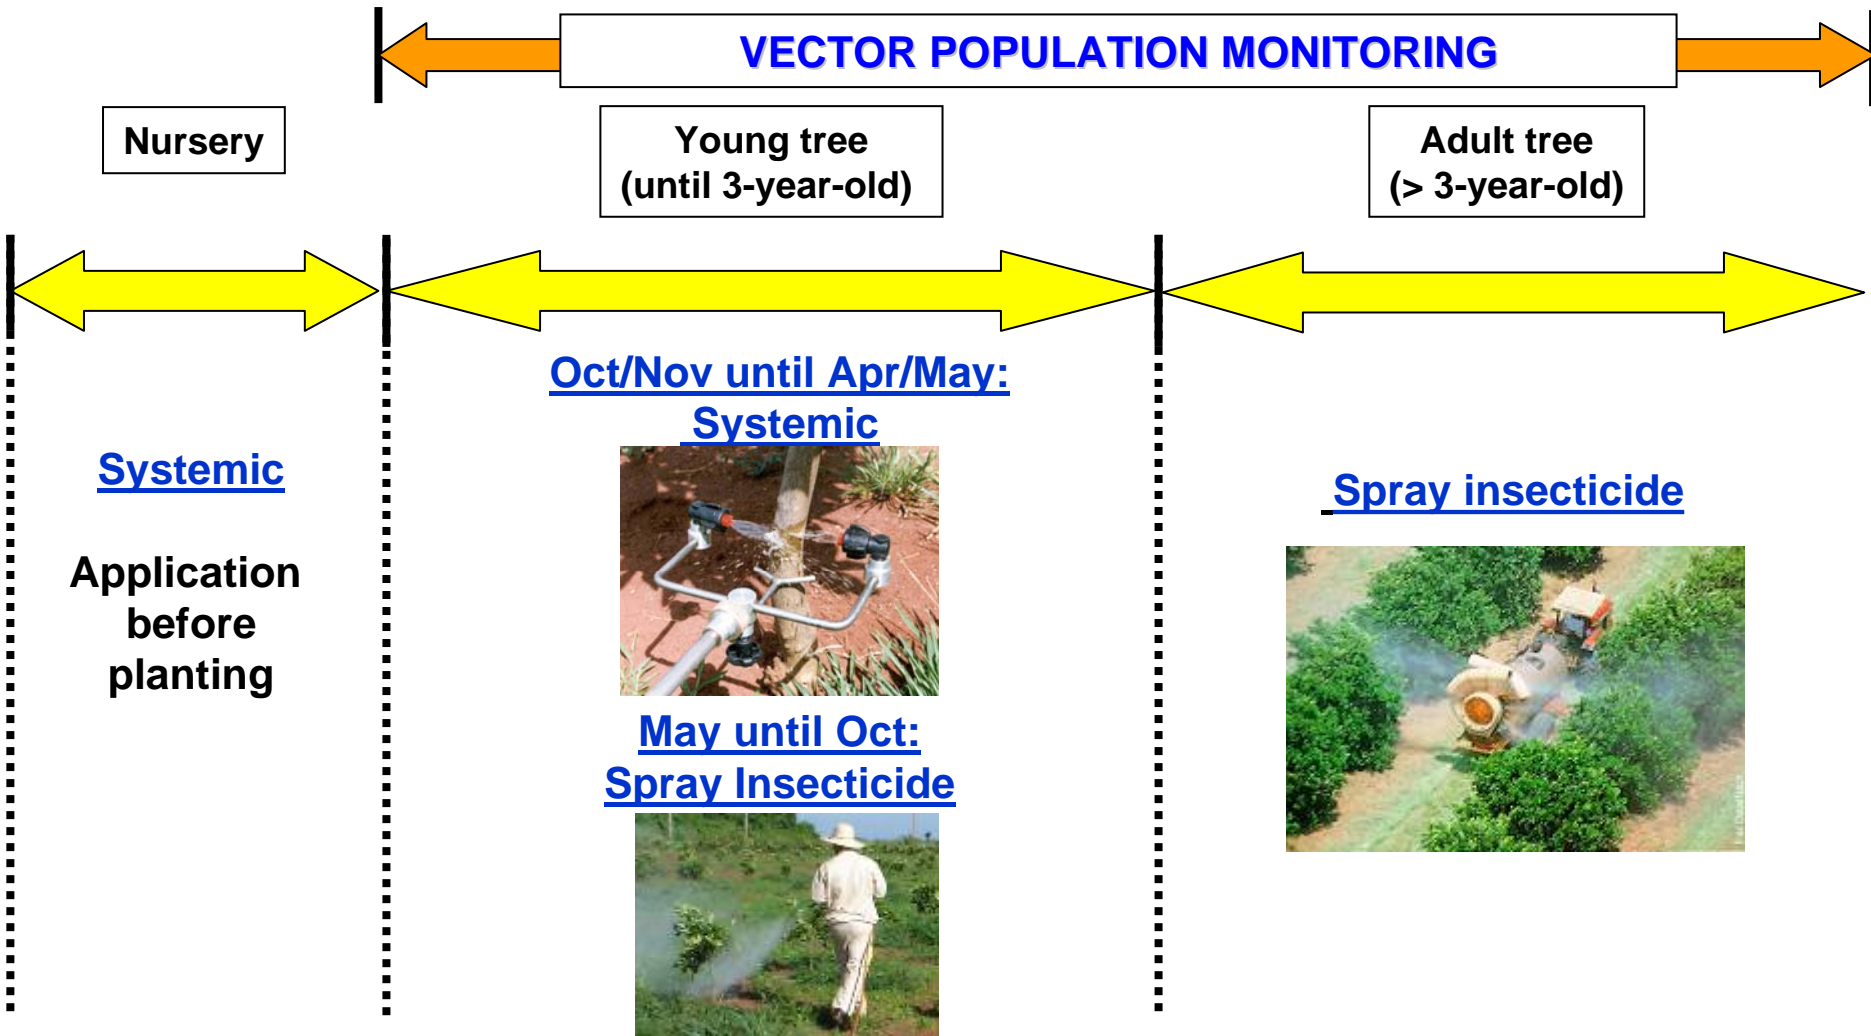 VECTOR POPULATION MONITORING
Nursery
Young tree
(until 3-year-old)
Adult tree
(> 3-year-old)
Systemic
Application
before
planting
Oct/Nov until Apr/May:
Systemic
May until Oct:
Spray Insecticide
Spray insecticide